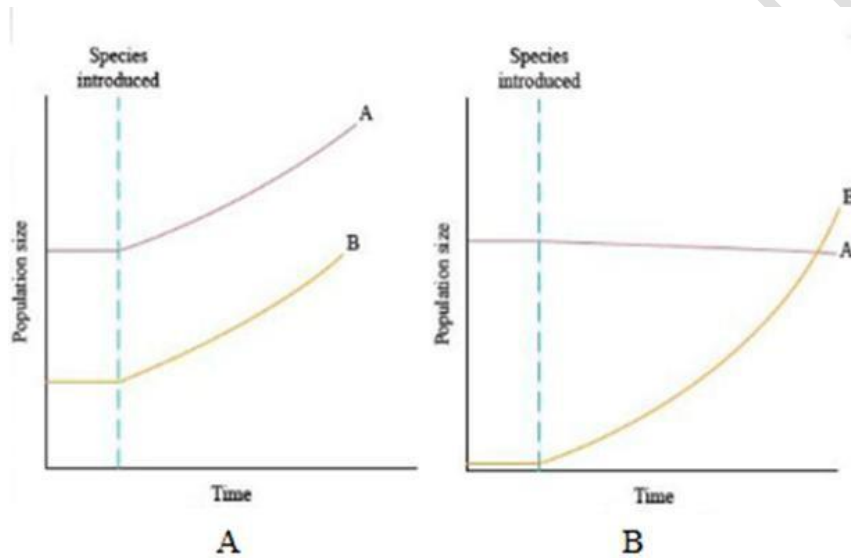 Species
introduced
A
B
Population size
Time
A
Species
introduced
B
A
Population size
Time
B